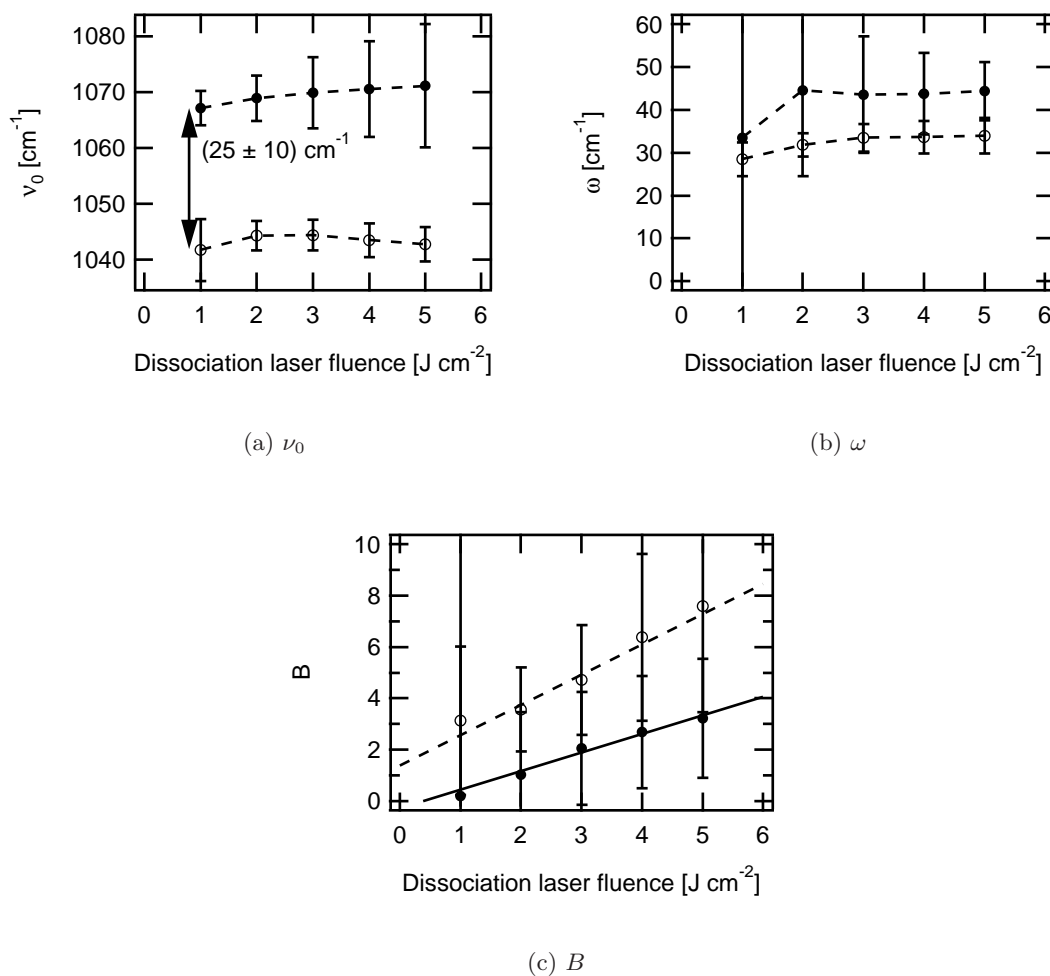 1080
1070
1060
1050
1040
ν₀ [cm⁻¹]
(25 ± 10) cm⁻¹
0 1 2 3 4 5 6
Dissociation laser fluence [J cm⁻²]
(a) ν₀
60
50
40
30
20
10
0
ω [cm⁻¹]
0 1 2 3 4 5 6
Dissociation laser fluence [J cm⁻²]
(b) ω
10
8
6
4
2
0
B
0 1 2 3 4 5 6
Dissociation laser fluence [J cm⁻²]
(c) B